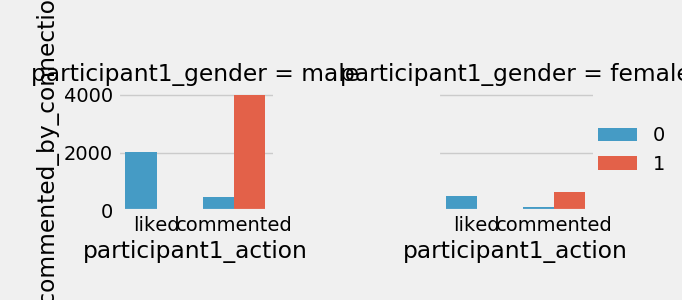 commented_by_connectio
participant1_gender = male
participant1_gender = female
4000
2000
0
0
1
liked commented
liked commented
participant1_action
participant1_action